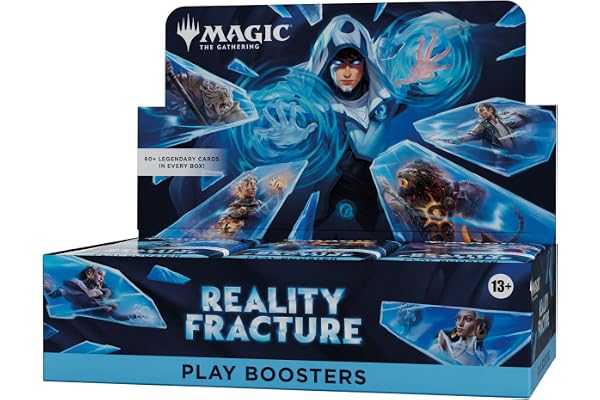 MAGIC
THE GATHERING
60+ LEGENDARY CARDS
IN EVERY BOX!
13+
REALITY
FRACTURE
PLAY BOOSTERS